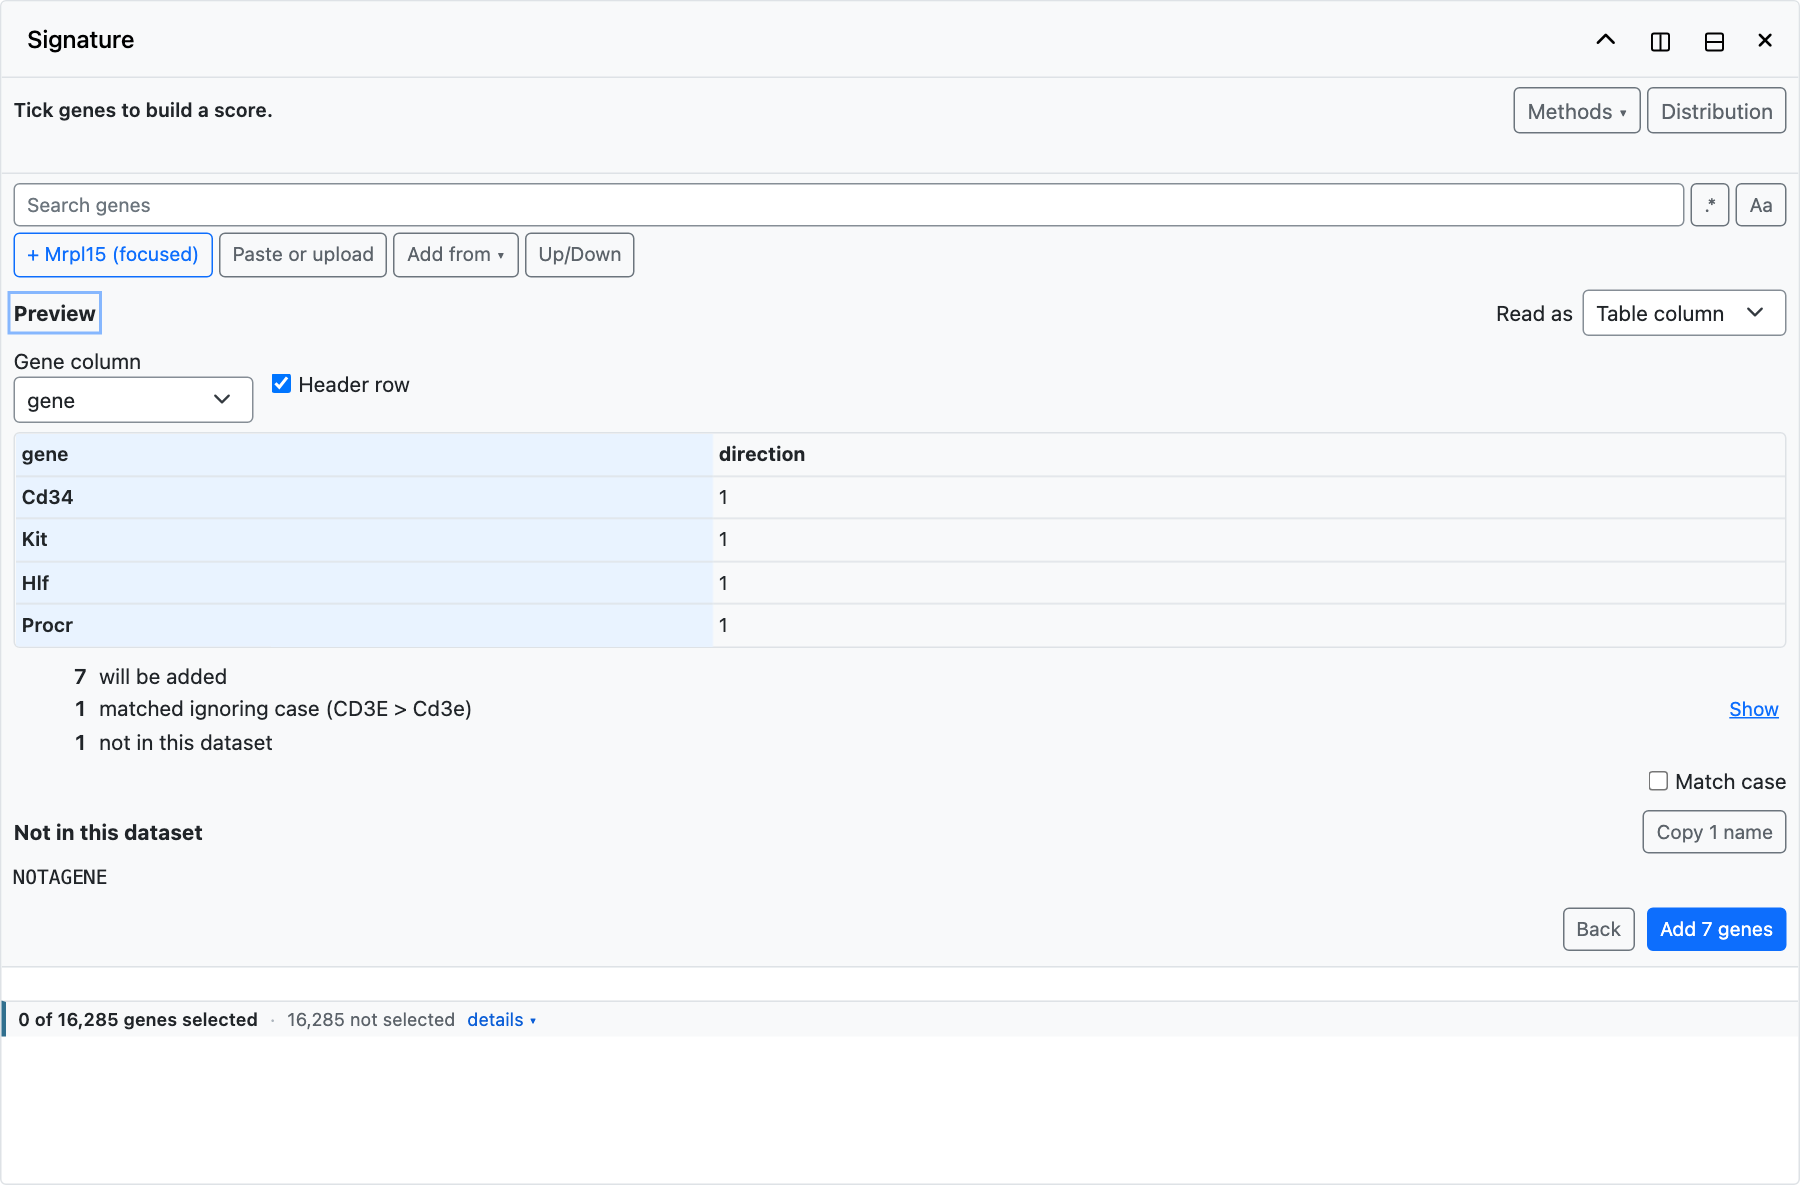 Signature
Tick genes to build a score.
Methods ▾
Distribution
Search genes
.*
Aa
+ Mrpl15 (focused)
Paste or upload
Add from ▾
Up/Down
Preview
Read as
Table column
Gene column
gene
Header row
gene direction
Cd34 1
Kit 1
Hlf 1
Procr 1
7 will be added
1 matched ignoring case (CD3E > Cd3e)
Show
1 not in this dataset
Match case
Not in this dataset
Copy 1 name
NOTAGENE
Back
Add 7 genes
0 of 16,285 genes selected · 16,285 not selected details ▾